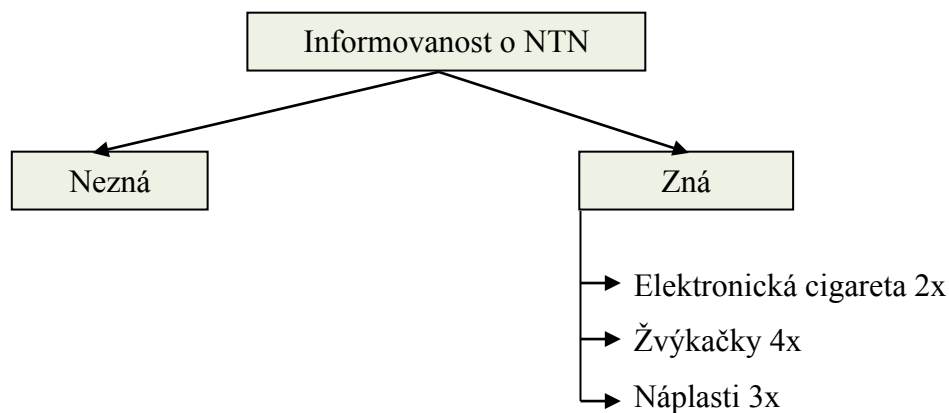 Informovanost o NTN
Nezná
Zná
Elektronická cigareta 2x
Žvýkačky 4x
Náplasti 3x